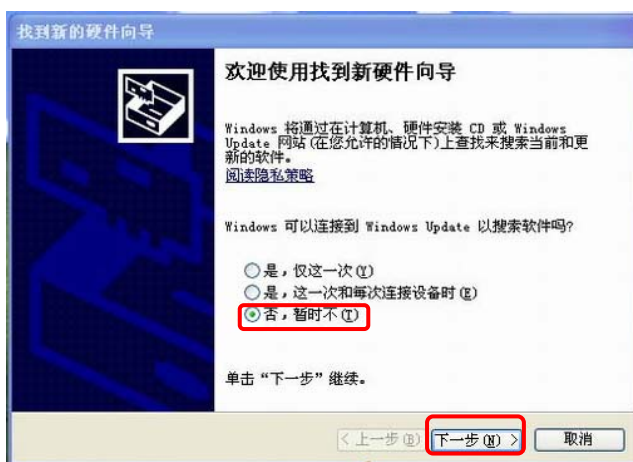 找到新的硬件向导
欢迎使用找到新硬件向导
Windows 将通过在计算机、硬件安装 CD 或 Windows
Update 网站(在您允许的情况下)上查找来搜索当前和更
新的软件。
阅读隐私策略
Windows 可以连接到 Windows Update 以搜索软件吗?
是，仅这一次(Y)
是，这一次和每次连接设备时(E)
否，暂时不(T)
单击“下一步”继续。
< 上一步(B) 下一步(N) > 取消